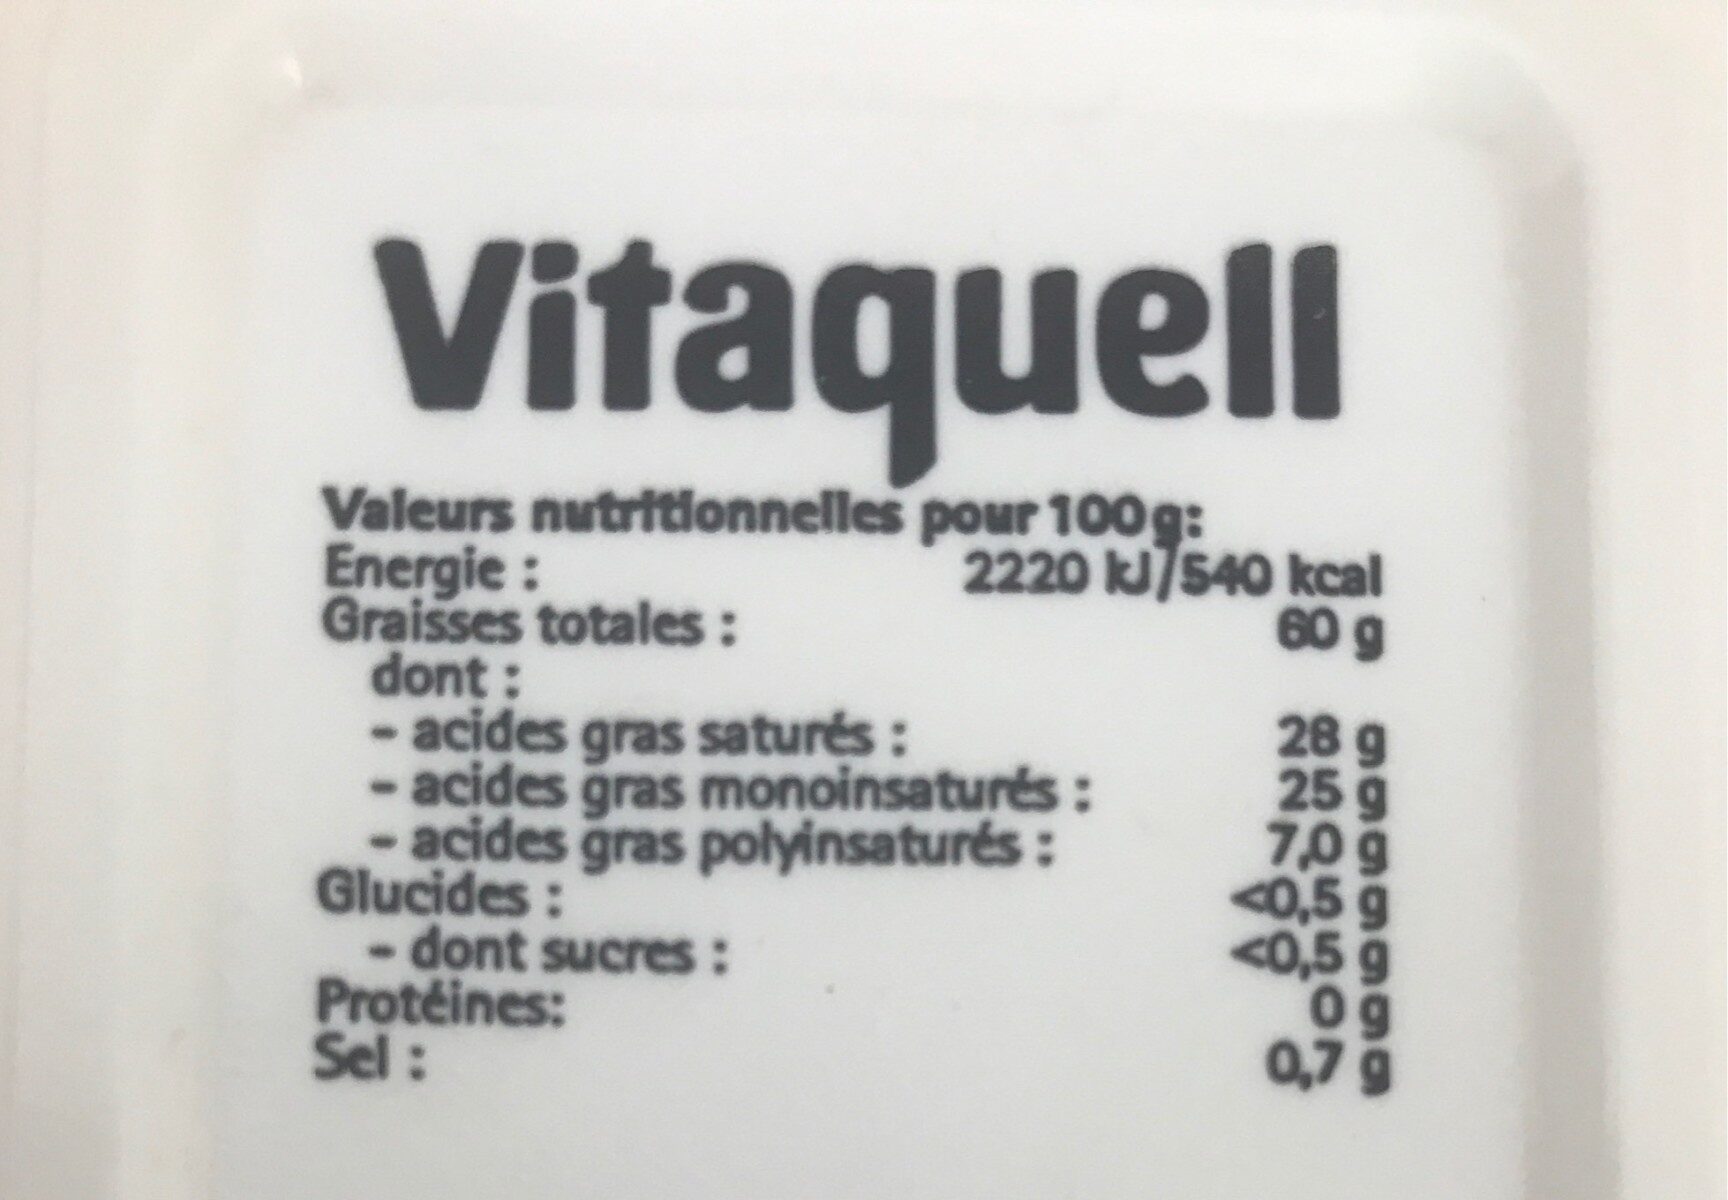 Vitaquell
Valeurs nutritionnelles pour 100g:
Energie : 2220 kJ/540 kcal
Graisses totales : 60 g
dont :
- acides gras saturés : 28 g
- acides gras monoinsaturés : 25 g
- acides gras polyinsaturés : 7,0 g
Glucides : <0,5 g
- dont sucres : <0,5 g
Protéines: 0 g
Sel : 0,7 g